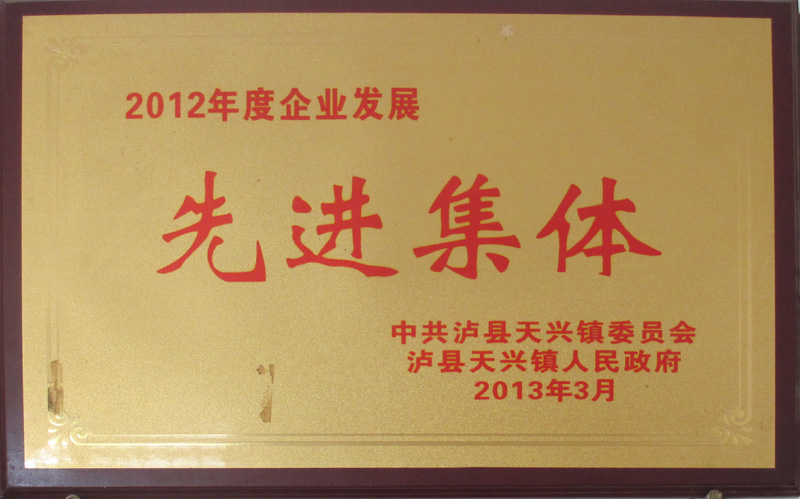 2012年度企业发展
先进集体
中共泸县天兴镇委员会
泸县天兴镇人民政府
2013年3月